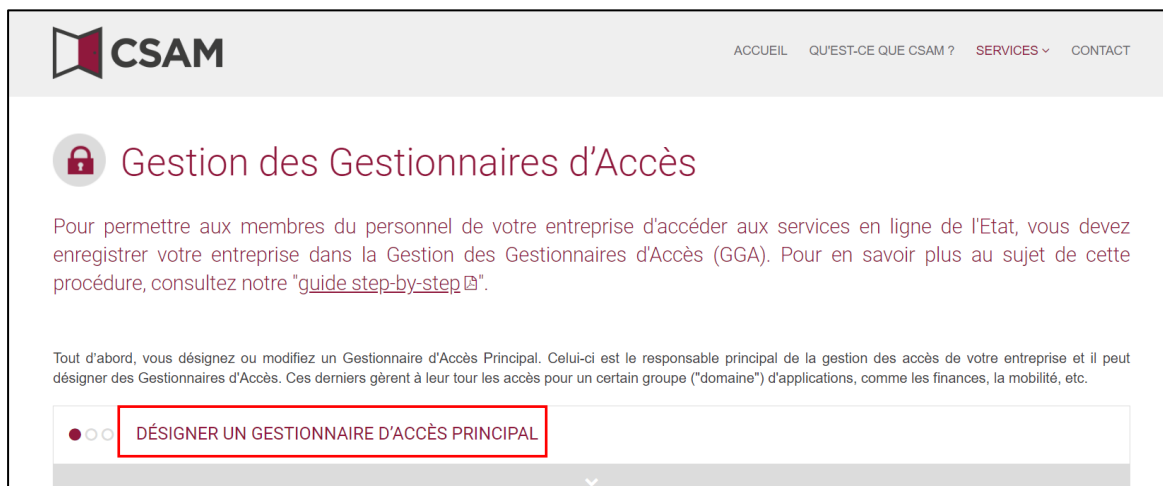 CSAM
ACCUEIL QU'EST-CE QUE CSAM ? SERVICES CONTACT
Gestion des Gestionnaires d'Accès
Pour permettre aux membres du personnel de votre entreprise d'accéder aux services en ligne de l'Etat, vous devez
enregistrer votre entreprise dans la Gestion des Gestionnaires d'Accès (GGA). Pour en savoir plus au sujet de cette
procédure, consultez notre "guide step-by-step".
Tout d'abord, vous désignez ou modifiez un Gestionnaire d'Accès Principal. Celui-ci est le responsable principal de la gestion des accès de votre entreprise et il peut
désigner des Gestionnaires d'Accès. Ces derniers gèrent à leur tour les accès pour un certain groupe ("domaine") d'applications, comme les finances, la mobilité, etc.
DÉSIGNER UN GESTIONNAIRE D'ACCÈS PRINCIPAL